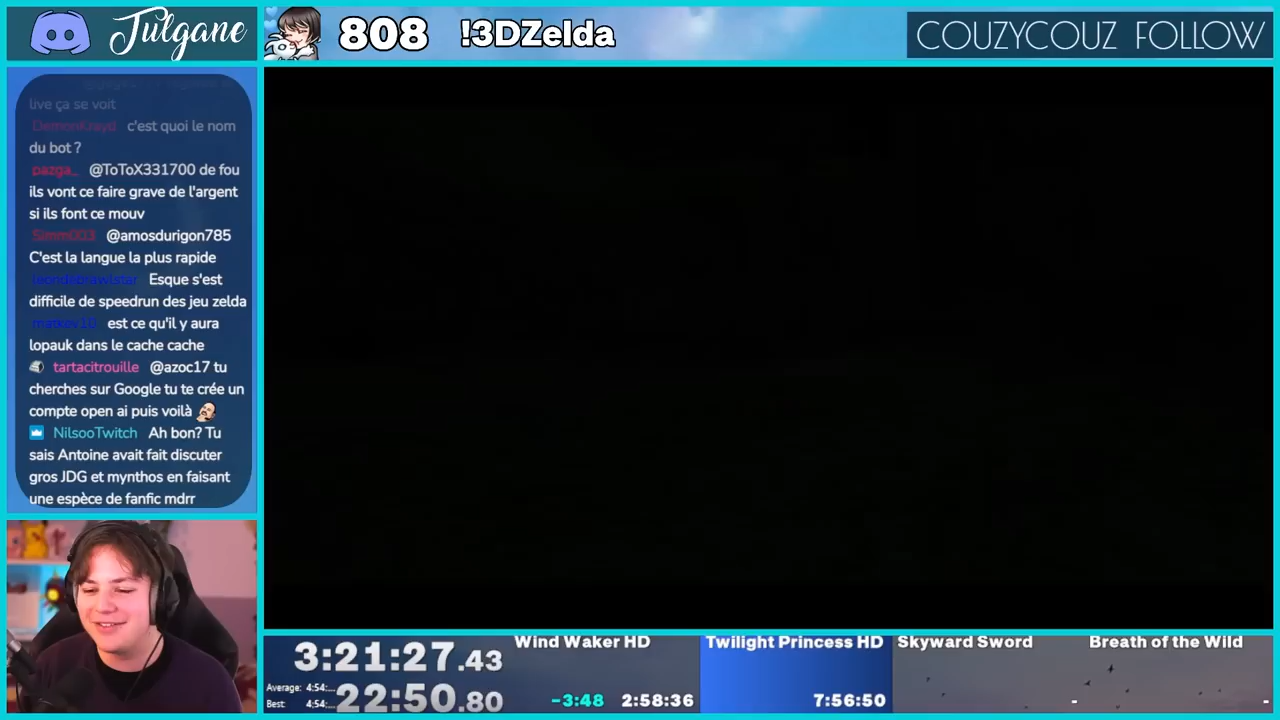 Julgane
808 !3DZelda
COUZYCOUZ FOLLOW
live ça se voit
DemonKrayd c'est quoi le nom
du bot ?
pazga_ @ToToX331700 de fou
ils vont ce faire grave de l'argent
si ils font ce mouv
Simm003 @amosdurigon785
C'est la langue la plus rapide
Esque s'est
difficile de speedrun des jeu zelda
matkev10 est ce qu'il y aura
lopauk dans le cache cache
tartacitrouille @azoc17 tu
cherches sur Google tu te crée un
compte open ai puis voilà
NilsooTwitch Ah bon? Tu
sais Antoine avait fait discuter
gros JDG et mynthos en faisant
une espèce de fanfic mdrr
3:21:27.43
Average: 4:54:...
Best: 4:54:...
22:50.80
Wind Waker HD
-3:48 2:58:36
Twilight Princess HD
7:56:50
Skyward Sword
-
Breath of the Wild
-